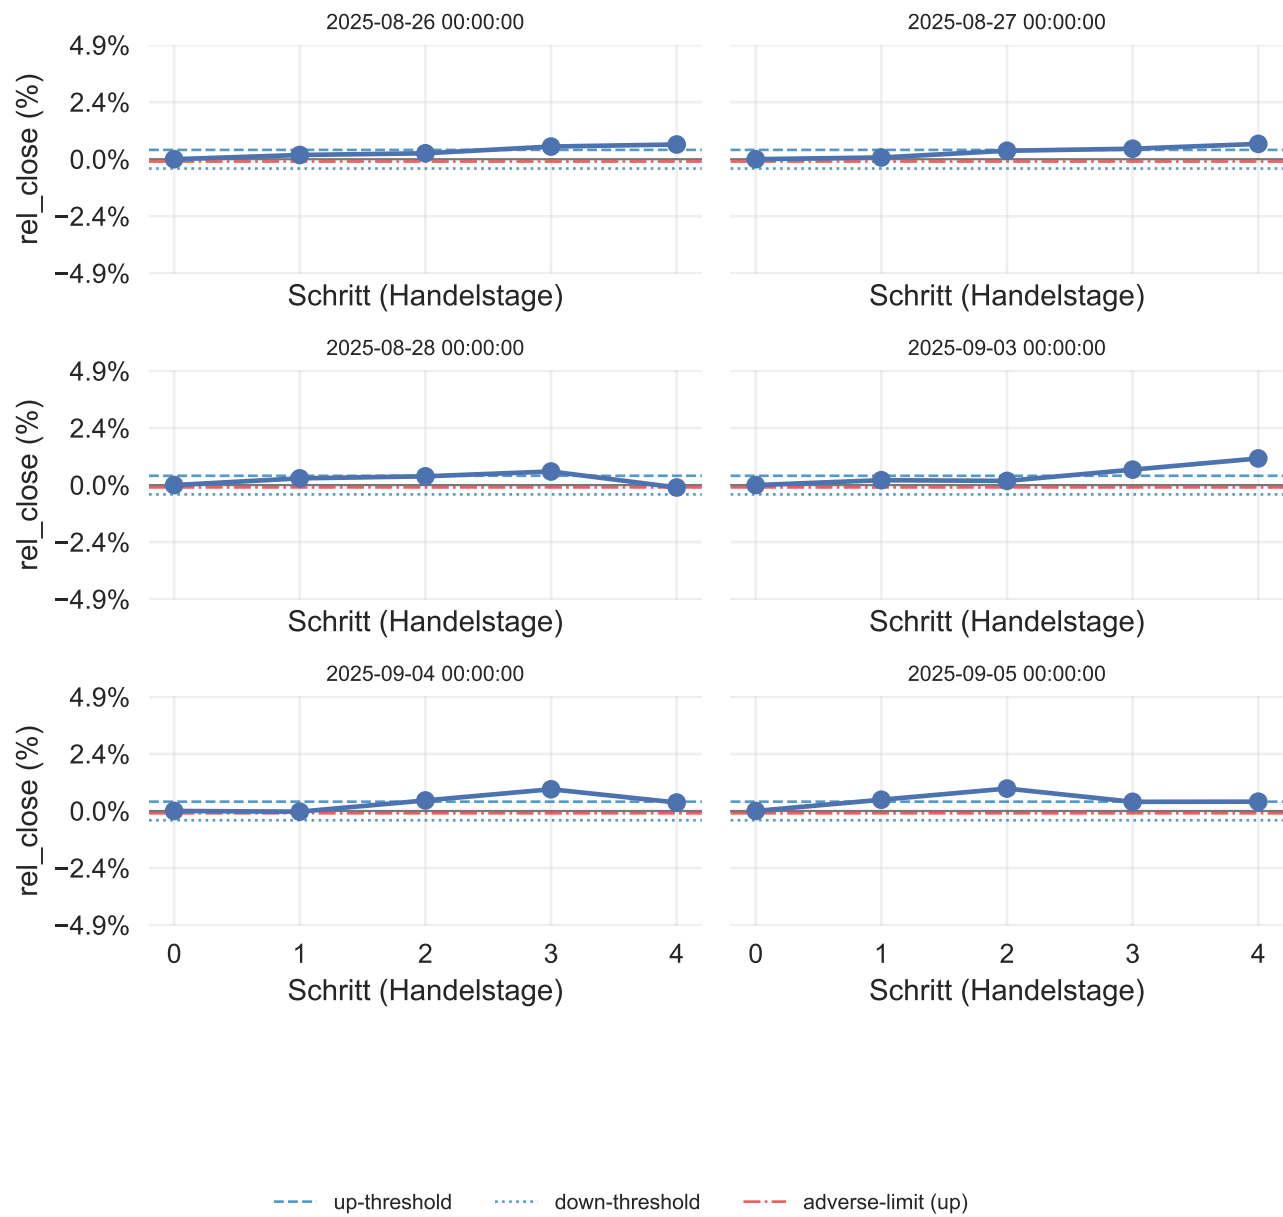 2025-08-26 00:00:00
2025-08-27 00:00:00
4.9%
2.4%
0.0%
−2.4%
−4.9%
rel_close (%)
Schritt (Handelstage)
Schritt (Handelstage)
2025-08-28 00:00:00
2025-09-03 00:00:00
4.9%
2.4%
0.0%
−2.4%
−4.9%
rel_close (%)
Schritt (Handelstage)
Schritt (Handelstage)
2025-09-04 00:00:00
2025-09-05 00:00:00
4.9%
2.4%
0.0%
−2.4%
−4.9%
rel_close (%)
0 1 2 3 4
0 1 2 3 4
Schritt (Handelstage)
Schritt (Handelstage)
up-threshold down-threshold adverse-limit (up)